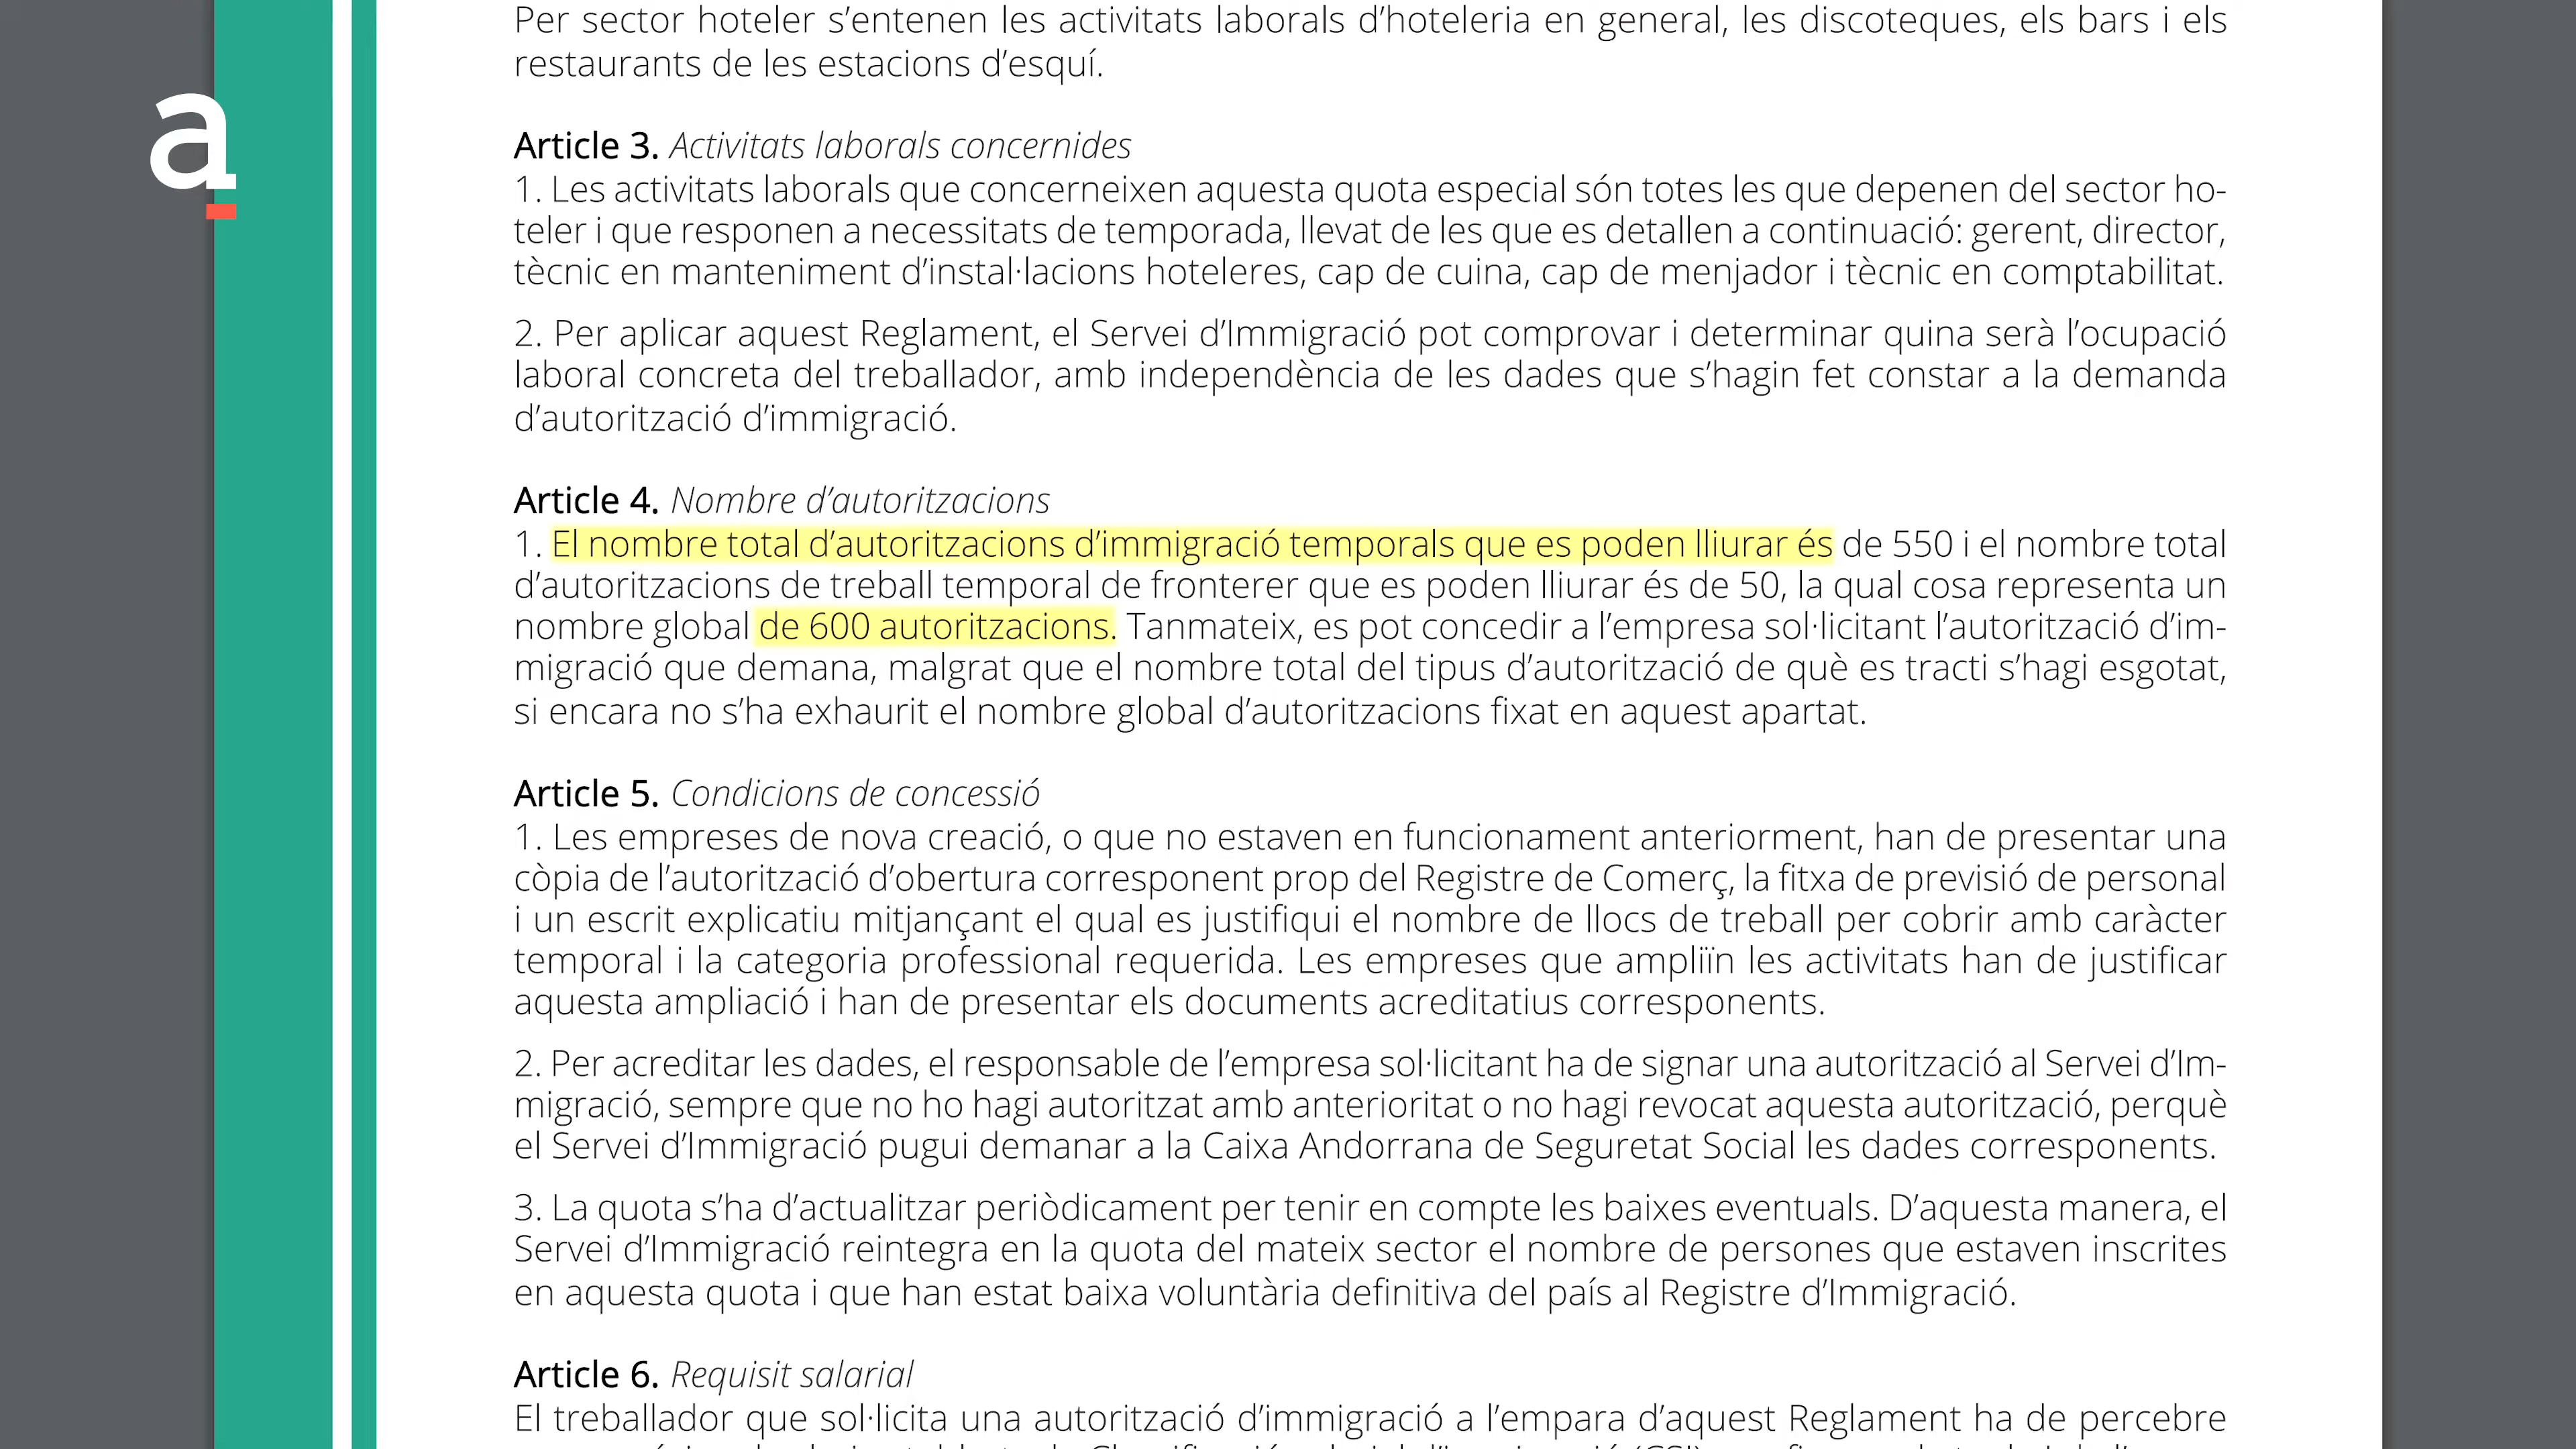 Per sector hoteler s’entenen les activitats laborals d’hoteleria en general, les discoteques, els bars i els
restaurants de les estacions d’esquí.
a
Article 3. Activitats laborals concernides
1. Les activitats laborals que concerneixen aquesta quota especial són totes les que depenen del sector ho-
teler i que responen a necessitats de temporada, llevat de les que es detallen a continuació: gerent, director,
tècnic en manteniment d’instal·lacions hoteleres, cap de cuina, cap de menjador i tècnic en comptabilitat.
2. Per aplicar aquest Reglament, el Servei d’Immigració pot comprovar i determinar quina serà l’ocupació
laboral concreta del treballador, amb independència de les dades que s’hagin fet constar a la demanda
d’autorització d’immigració.
Article 4. Nombre d’autoritzacions
1. El nombre total d’autoritzacions d’immigració temporals que es poden lliurar és de 550 i el nombre total
d’autoritzacions de treball temporal de fronterer que es poden lliurar és de 50, la qual cosa representa un
nombre global de 600 autoritzacions. Tanmateix, es pot concedir a l’empresa sol·licitant l’autorització d’im-
migració que demana, malgrat que el nombre total del tipus d’autorització de què es tracti s’hagi esgotat,
si encara no s’ha exhaurit el nombre global d’autoritzacions fixat en aquest apartat.
Article 5. Condicions de concessió
1. Les empreses de nova creació, o que no estaven en funcionament anteriorment, han de presentar una
còpia de l’autorització d’obertura corresponent prop del Registre de Comerç, la fitxa de previsió de personal
i un escrit explicatiu mitjançant el qual es justifiqui el nombre de llocs de treball per cobrir amb caràcter
temporal i la categoria professional requerida. Les empreses que ampliïn les activitats han de justificar
aquesta ampliació i han de presentar els documents acreditatius corresponents.
2. Per acreditar les dades, el responsable de l’empresa sol·licitant ha de signar una autorització al Servei d’Im-
migració, sempre que no ho hagi autoritzat amb anterioritat o no hagi revocat aquesta autorització, perquè
el Servei d’Immigració pugui demanar a la Caixa Andorrana de Seguretat Social les dades corresponents.
3. La quota s’ha d’actualitzar periòdicament per tenir en compte les baixes eventuals. D’aquesta manera, el
Servei d’Immigració reintegra en la quota del mateix sector el nombre de persones que estaven inscrites
en aquesta quota i que han estat baixa voluntària definitiva del país al Registre d’Immigració.
Article 6. Requisit salarial
El treballador que sol·licita una autorització d’immigració a l’empara d’aquest Reglament ha de percebre